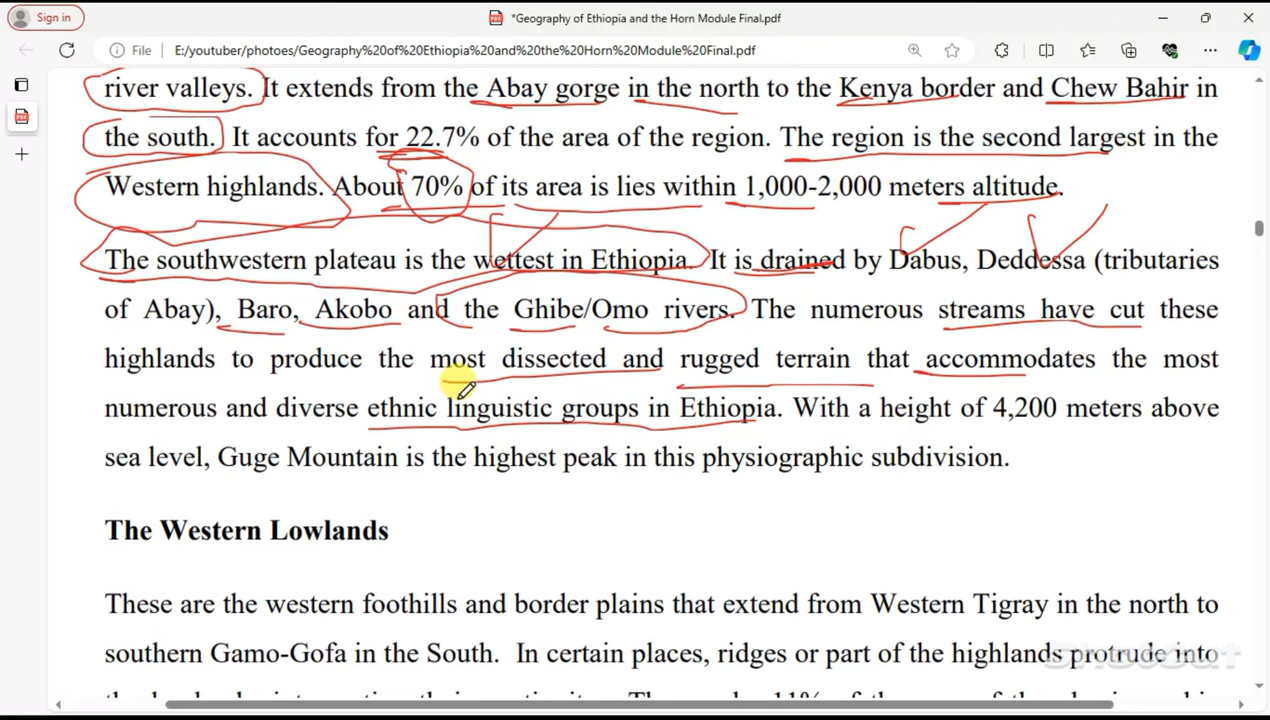 Sign in
*Geography of Ethiopia and the Horn Module Final.pdf
File E:/youtuber/photoes/Geography%20of%20Ethiopia%20and%20the%20Horn%20Module%20Final.pdf
river valleys. It extends from the Abay gorge in the north to the Kenya border and Chew Bahir in
the south. It accounts for 22.7% of the area of the region. The region is the second largest in the
Western highlands. About 70% of its area is lies within 1,000-2,000 meters altitude.
The southwestern plateau is the wettest in Ethiopia. It is drained by Dabus, Deddessa (tributaries
of Abay), Baro, Akobo and the Ghibe/Omo rivers. The numerous streams have cut these
highlands to produce the most dissected and rugged terrain that accommodates the most
numerous and diverse ethnic linguistic groups in Ethiopia. With a height of 4,200 meters above
sea level, Guge Mountain is the highest peak in this physiographic subdivision.
The Western Lowlands
These are the western foothills and border plains that extend from Western Tigray in the north to
southern Gamo-Gofa in the South. In certain places, ridges or part of the highlands protrude into